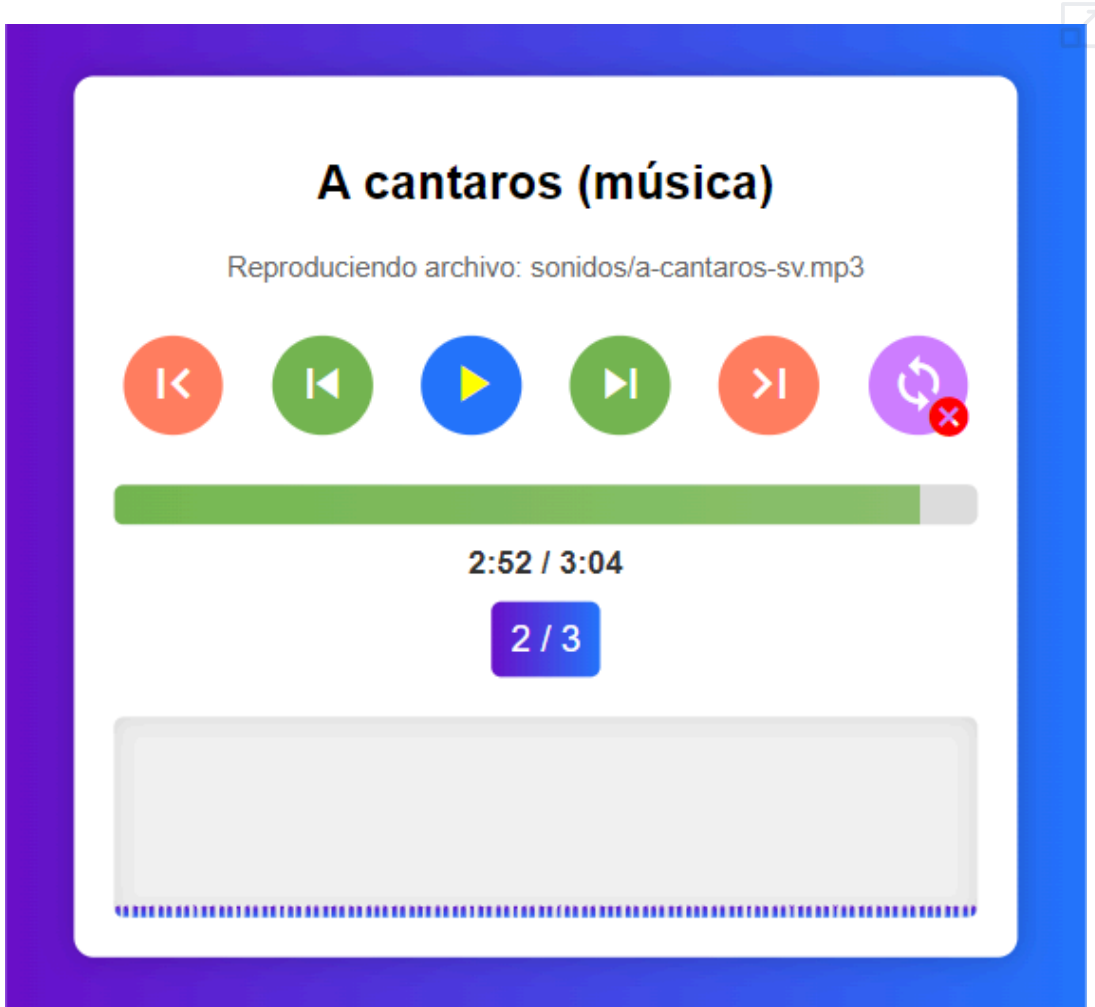 A cantaros (música)
Reproduciendo archivo: sonidos/a-cantaros-sv.mp3
2:52 / 3:04
2 / 3